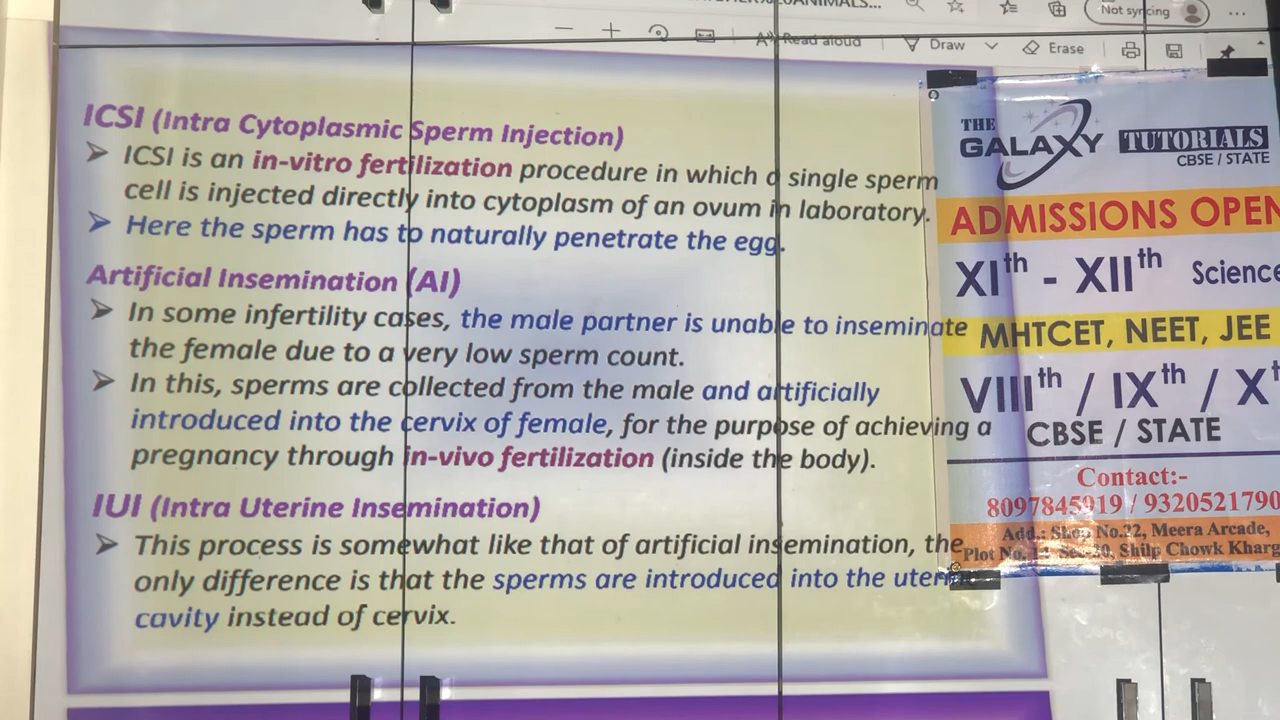 Not syncing
Read aloud
Draw
Erase
ICSI (Intra Cytoplasmic Sperm Injection)
ICSI is an in-vitro fertilization procedure in which a single sperm
cell is injected directly into cytoplasm of an ovum in laboratory.
Here the sperm has to naturally penetrate the egg.
Artificial Insemination (AI)
In some infertility cases, the male partner is unable to inseminate
the female due to a very low sperm count.
In this, sperms are collected from the male and artificially
introduced into the cervix of female, for the purpose of achieving a
pregnancy through in-vivo fertilization (inside the body).
IUI (Intra Uterine Insemination)
This process is somewhat like that of artificial insemination, the
only difference is that the sperms are introduced into the
cavity instead of cervix.
THE
GALAXY TUTORIALS
CBSE / STATE
ADMISSIONS OPEN
XIth - XIIth Science
MHTCET, NEET, JEE
VIIIth / IXth / Xt
CBSE / STATE
Contact:-
8097845919 / 9320521790
Add.: Shop No.22, Meera Arcade,
Plot No. Sec-20, Shilp Chowk Kharg